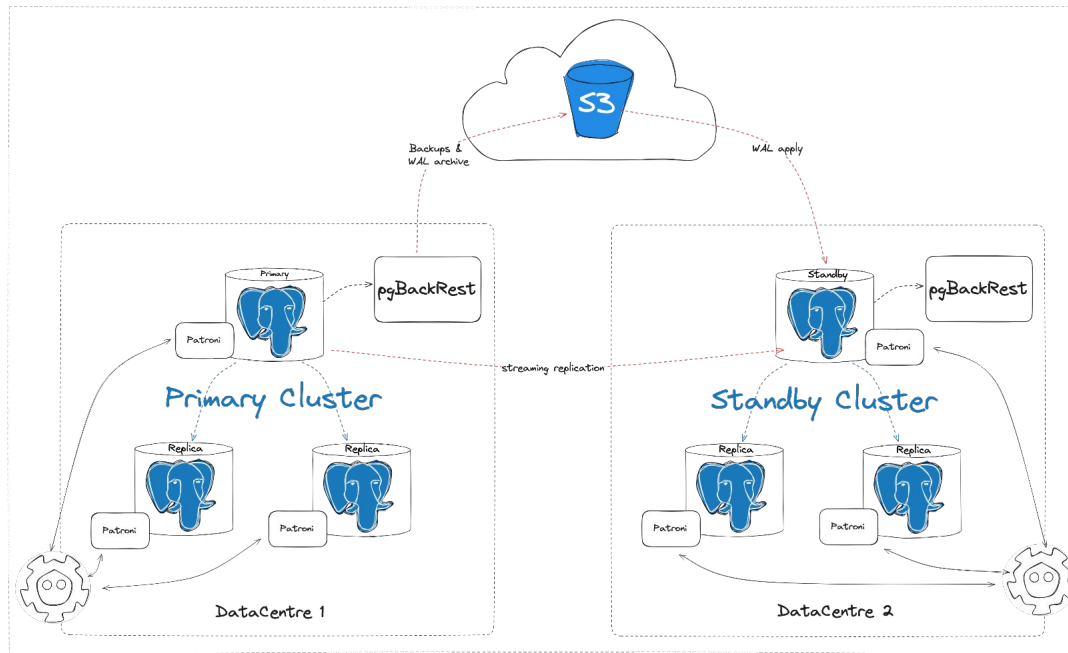 S3
Backups &
WAL archive
WAL apply
Primary
pgBackRest
Patroni
streaming replication
Primary Cluster
Replica
Replica
Patroni
Patroni
DataCentre 1
Standby
pgBackRest
Patroni
Standby Cluster
Replica
Replica
Patroni
Patroni
DataCentre 2